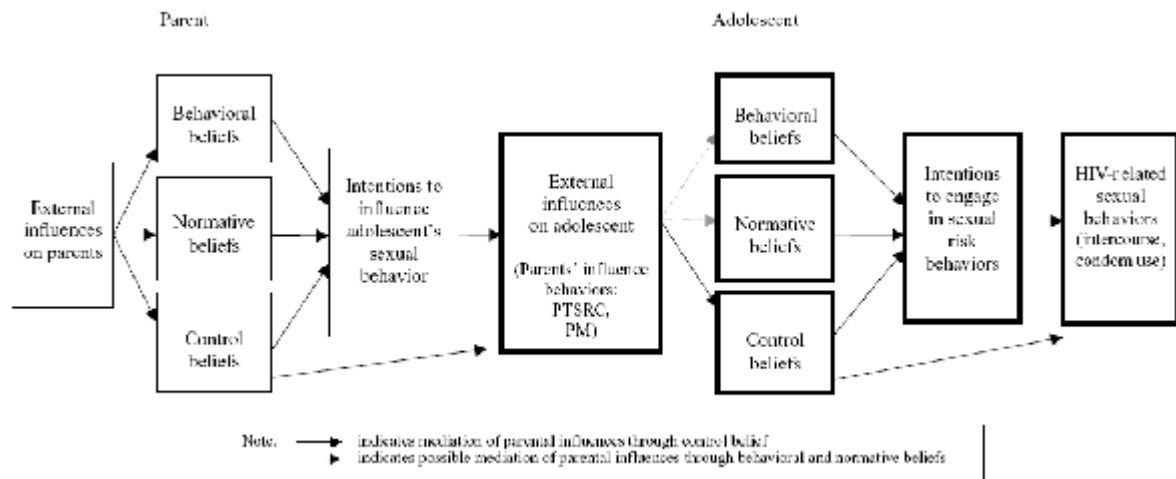 Parent
Adolescent
Behavioral
beliefs
External
influences
on parents
Normative
beliefs
Control
beliefs
Intentions to
influence
adolescent's
sexual
behavior
External
influences
on adolescent
(Parents' influence
behaviors:
PTSRC,
PM)
Behavioral
beliefs
Normative
beliefs
Control
beliefs
Intentions
to engage
in sexual
risk
behaviors
HIV-related
sexual
behaviors
(intercourse,
condom use)
Note. indicates mediation of parental influences through control belief
indicates possible mediation of parental influences through behavioral and normative beliefs